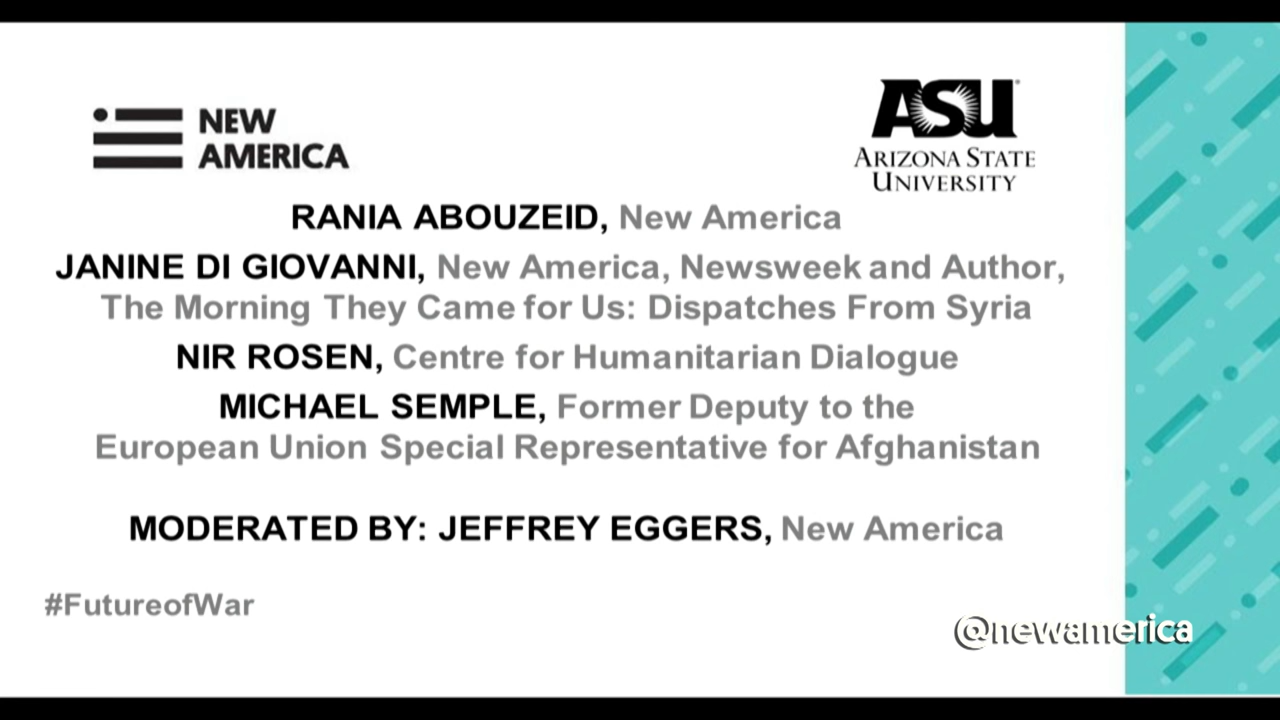 NEW
AMERICA
ASU
ARIZONA STATE
UNIVERSITY
RANIA ABOUZEID, New America
JANINE DI GIOVANNI, New America, Newsweek and Author,
The Morning They Came for Us: Dispatches From Syria
NIR ROSEN, Centre for Humanitarian Dialogue
MICHAEL SEMPLE, Former Deputy to the
European Union Special Representative for Afghanistan
MODERATED BY: JEFFREY EGGERS, New America
#FutureofWar
@newamerica